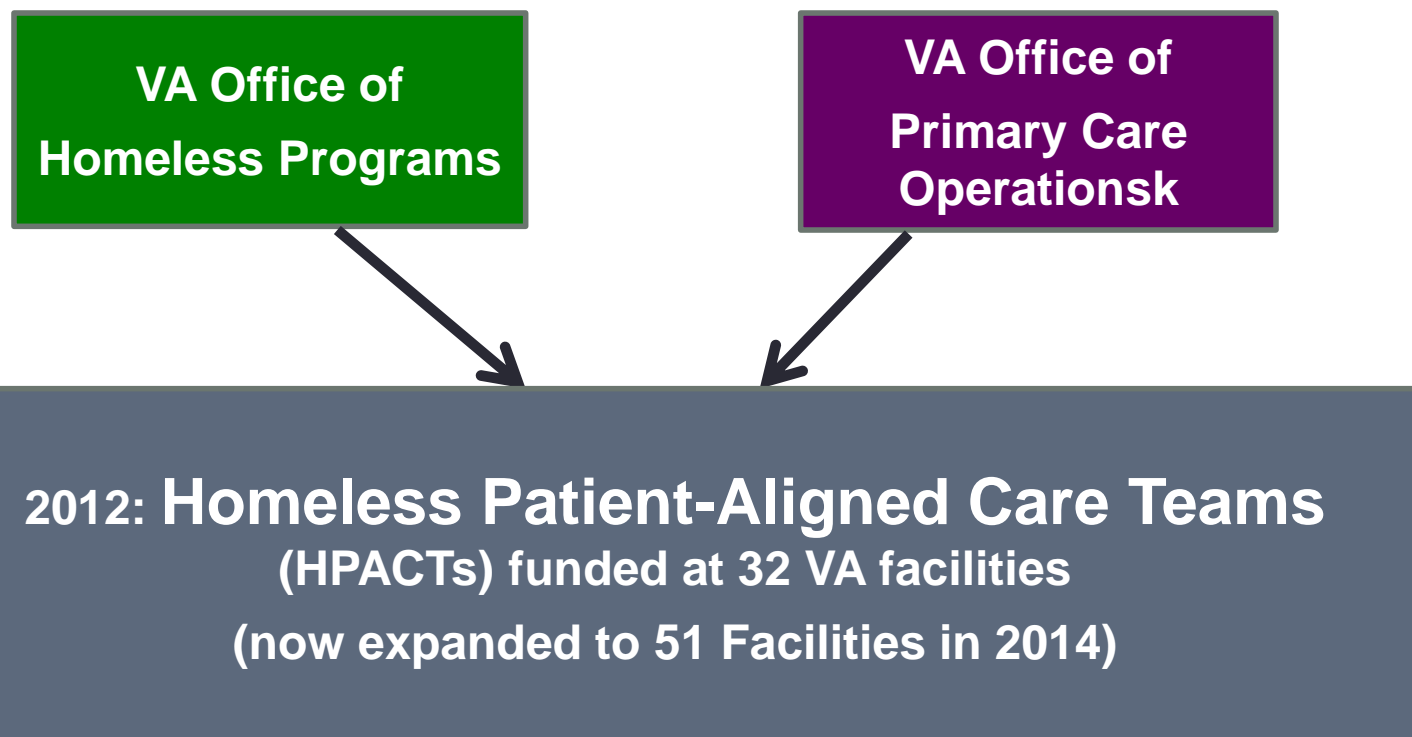 VA Office of
Homeless Programs
VA Office of
Primary Care
Operationsk
2012: Homeless Patient-Aligned Care Teams
(HPACTs) funded at 32 VA facilities
(now expanded to 51 Facilities in 2014)